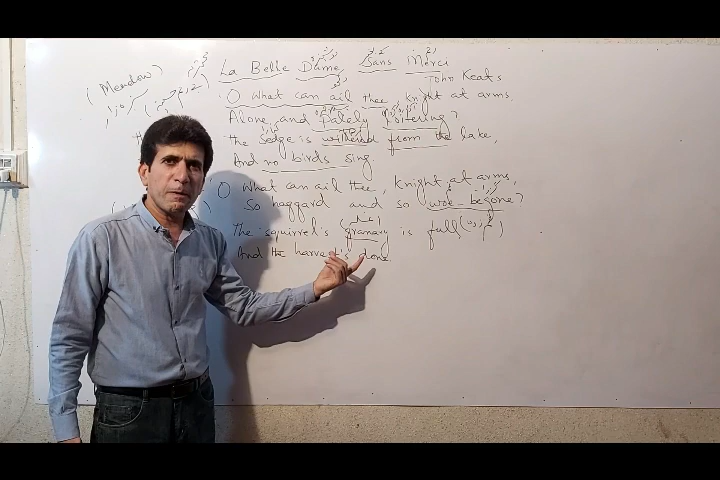 La Belle Dame, Sans Merci
John Keats
(Meadow)
سبزہ زار
O What can ail thee, knight at arms,
Alone and Palely loitering?
the sedge is withered from the lake,
And no birds sing
O What can ail thee, knight at arms,
So haggard and so woe-begone?
The squirrel's granary is full
And the harvest's done.